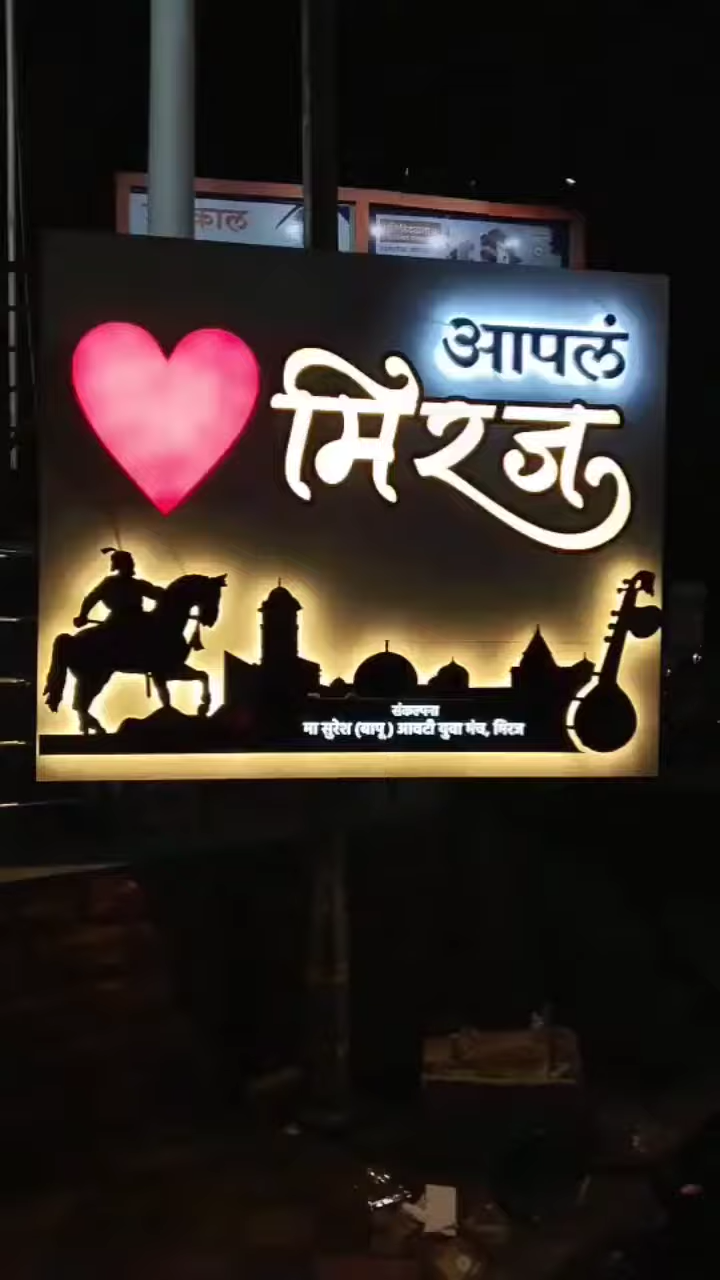 आपलं
मिरज
संकल्पना
मा सुरेश (बापू) आवटी युवा मंच, मिरज